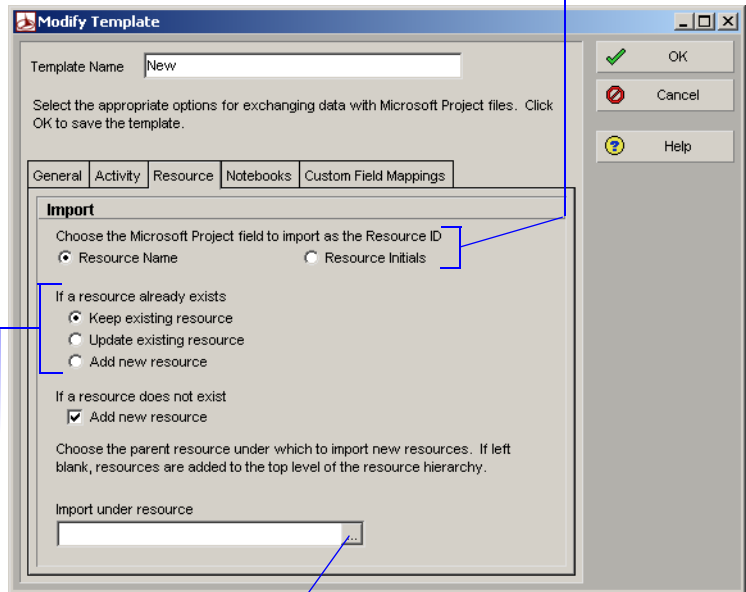 Modify Template
Template Name New
Select the appropriate options for exchanging data with Microsoft Project files. Click
OK to save the template.
OK
Cancel
Help
General Activity Resource Notebooks Custom Field Mappings
Import
Choose the Microsoft Project field to import as the Resource ID
Resource Name Resource Initials
If a resource already exists
Keep existing resource
Update existing resource
Add new resource
If a resource does not exist
Add new resource
Choose the parent resource under which to import new resources. If left
blank, resources are added to the top level of the resource hierarchy.
Import under resource
...